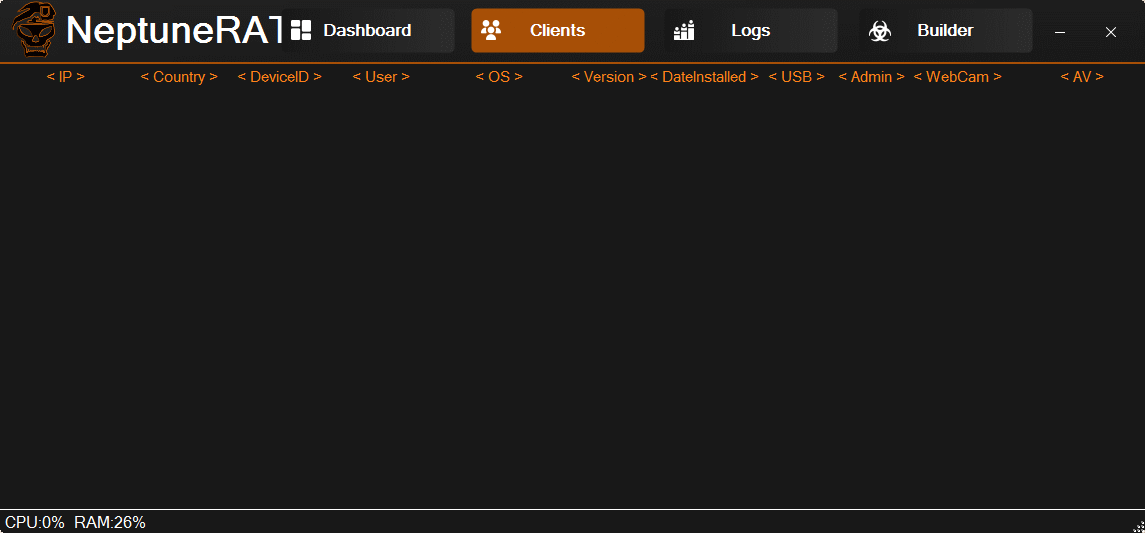 NeptuneRAT Dashboard Clients Logs Builder
< IP > < Country > < DeviceID > < User > < OS > < Version > < DateInstalled > < USB > < Admin > < WebCam > < AV >
CPU:0% RAM:26%